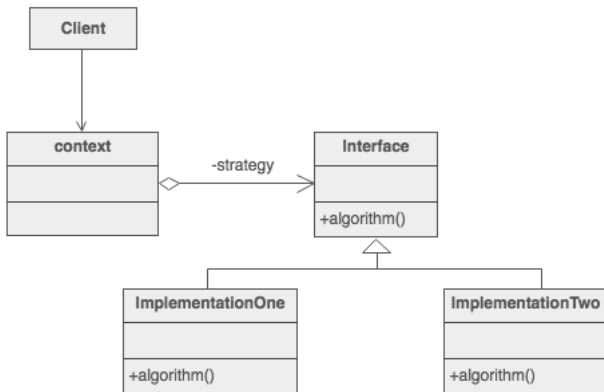 Client
context
-strategy
Interface
+algorithm()
ImplementationOne
+algorithm()
ImplementationTwo
+algorithm()